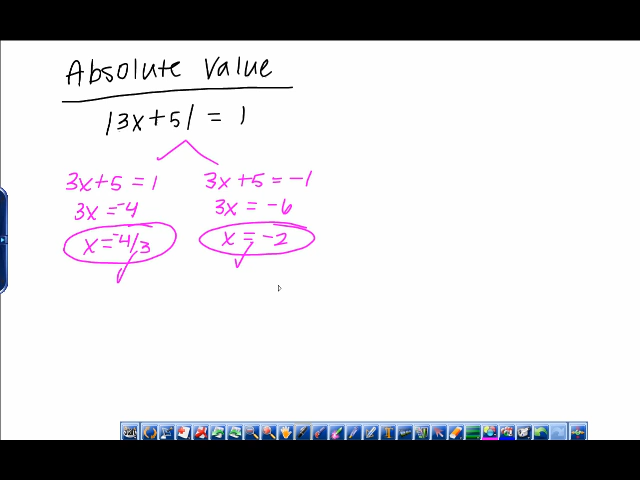 Absolute Value
|3x+5| = 1
3x+5 = 1
3x = -4
x = -4/3
3x+5 = -1
3x = -6
x = -2